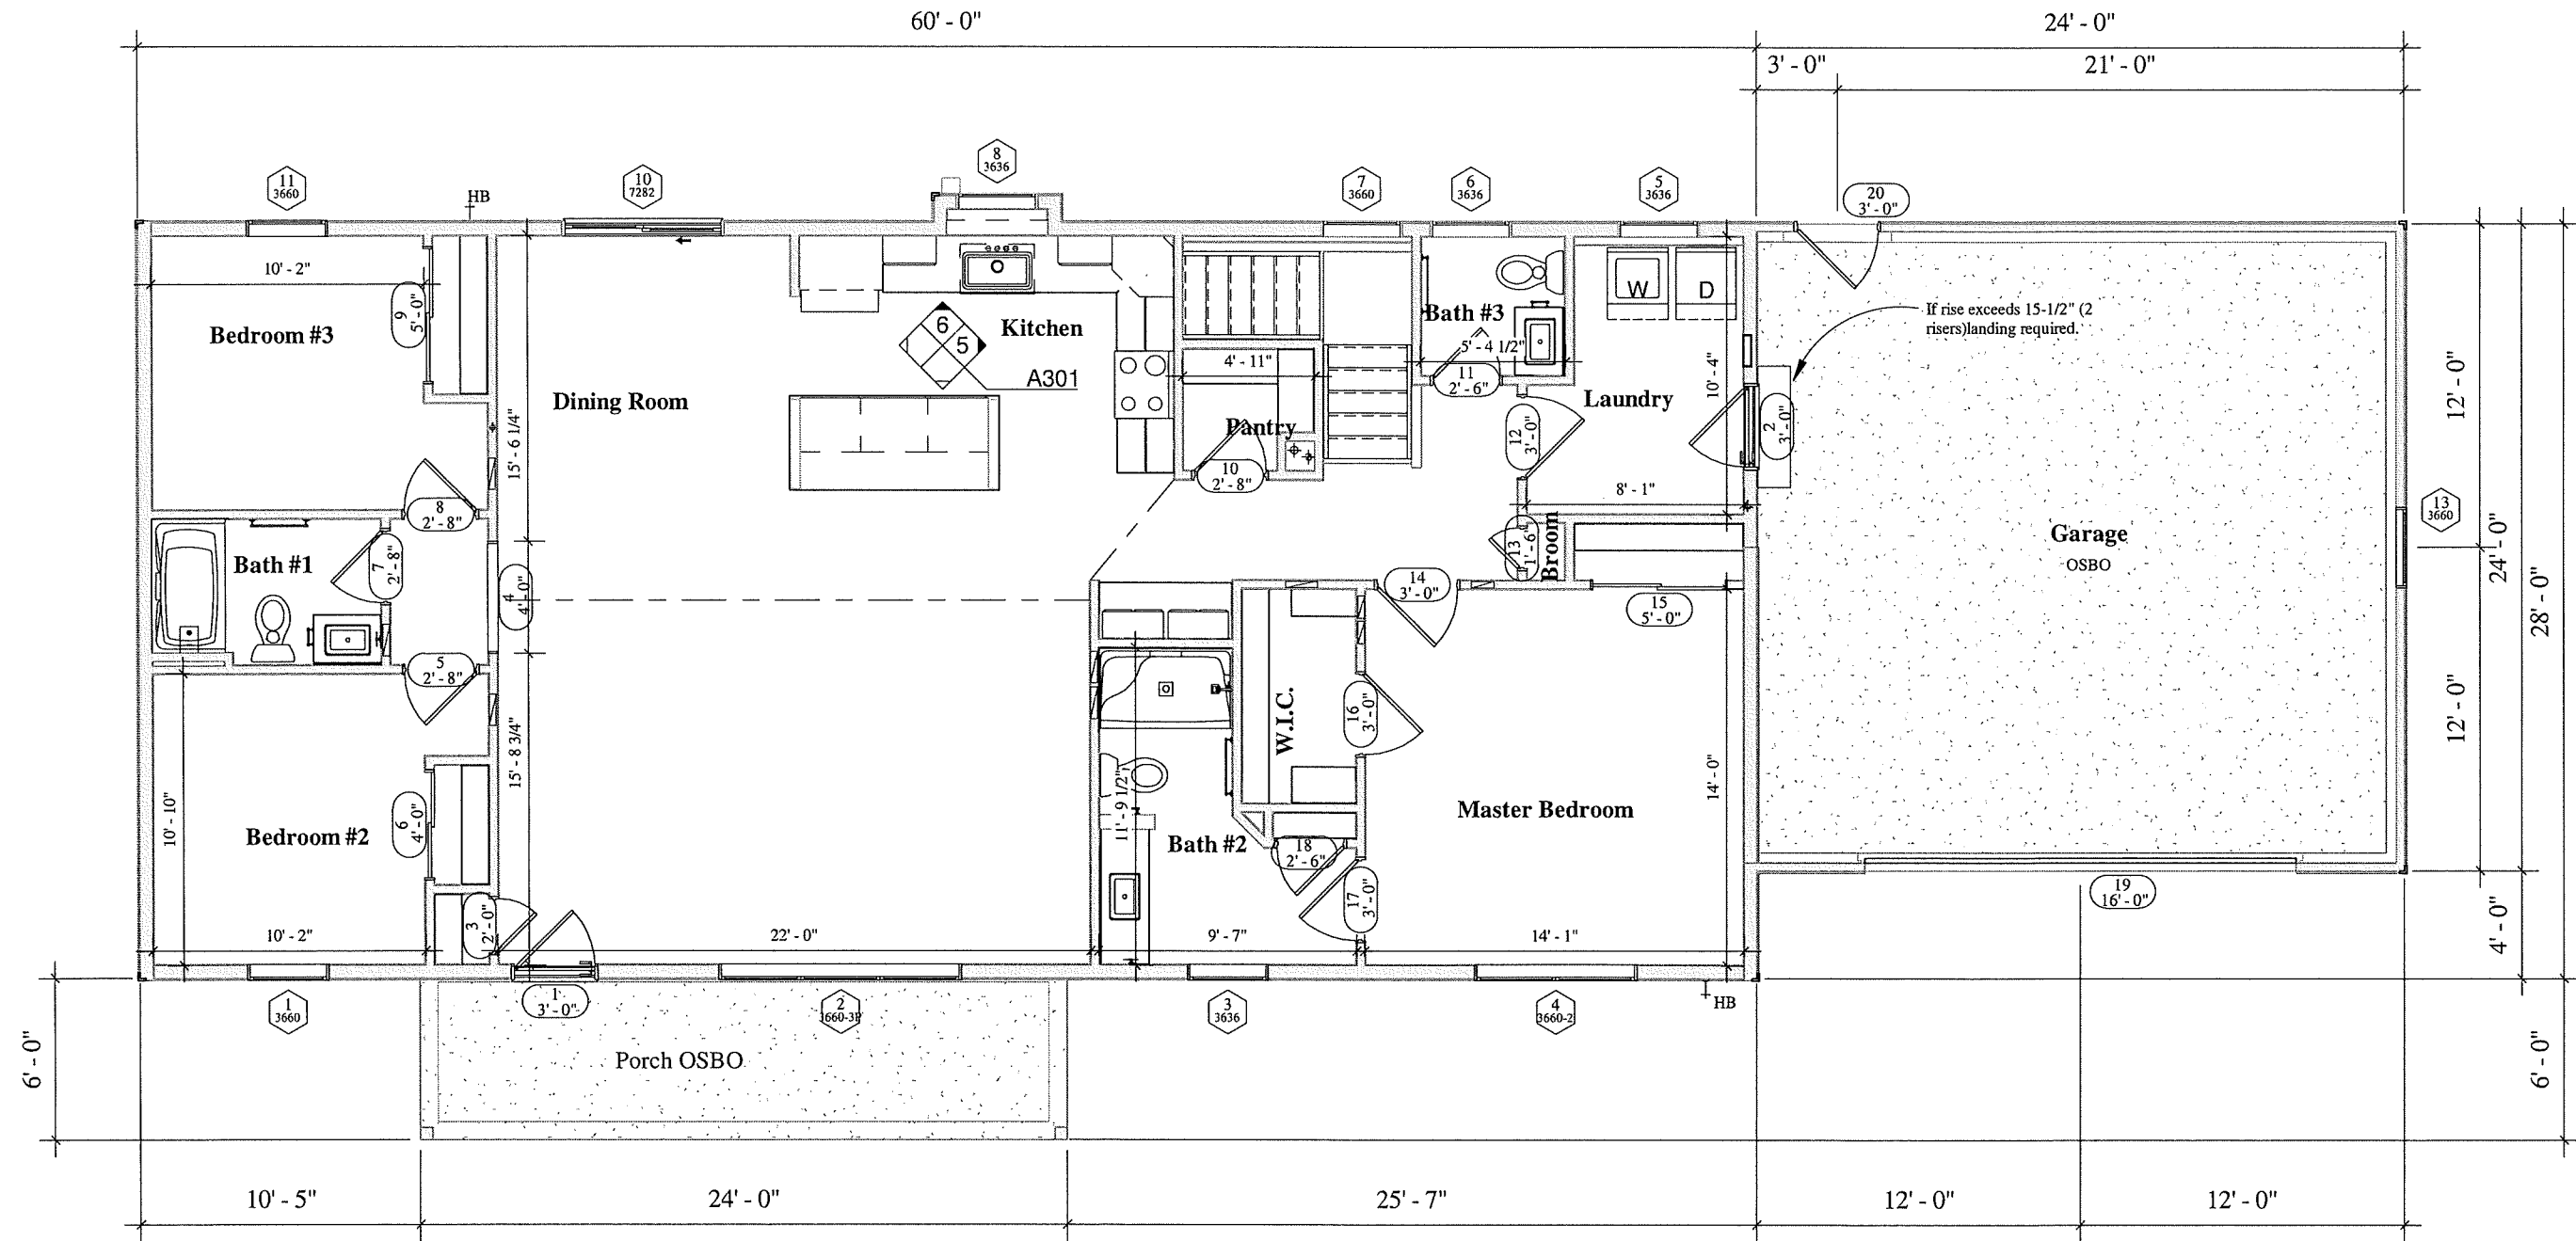 60' - 0"
24' - 0"
3' - 0"
21' - 0"
8
3636
11
3660
HB
10
7282
7
3660
6
3636
5
3636
20
3' - 0"
10' - 2"
Bedroom #3
9
5' - 0"
6
5
Kitchen
A301
Dining Room
15' - 6 1/4"
4' - 11"
Pantry
10
2' - 8"
Bath #3
5' - 4 1/2"
11
2' - 6"
W
D
10' - 4"
Laundry
12
3' - 0"
8' - 1"
2
3' - 0"
If rise exceeds 15-1/2" (2
risers)landing required.
12' - 0"
13
3660
24' - 0"
28' - 0"
Garage
OSBO
8
2' - 8"
Bath #1
7
2' - 8"
4
4' - 0"
13
1' - 6"
Broom
14
3' - 0"
15
5' - 0"
5
2' - 8"
W.I.C.
16
3' - 0"
12' - 0"
15' - 8 3/4"
10' - 10"
Bedroom #2
6
4' - 0"
11' - 9 1/2"
Bath #2
18
2' - 6"
17
3' - 0"
Master Bedroom
14' - 0"
19
16' - 0"
4' - 0"
3
2' - 0"
10' - 2"
22' - 0"
9' - 7"
14' - 1"
1
3660
1
3' - 0"
2
3660-3P
3
3636
4
3660-2
HB
6' - 0"
Porch OSBO
6' - 0"
10' - 5"
24' - 0"
25' - 7"
12' - 0"
12' - 0"